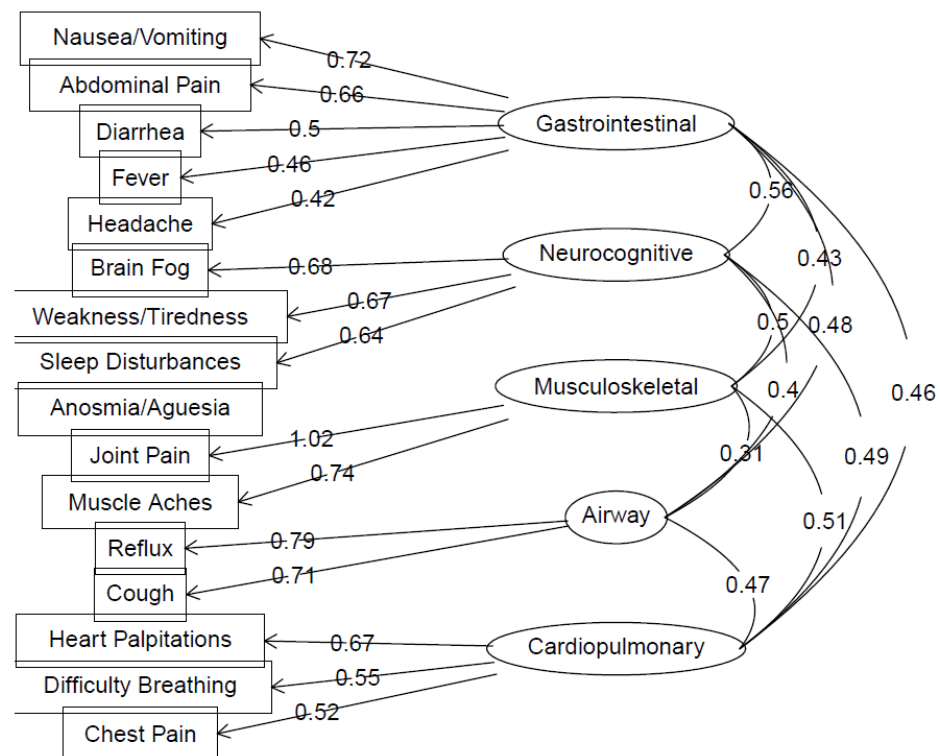 Nausea/Vomiting
0.72
Abdominal Pain
0.66
Gastrointestinal
Diarrhea
0.5
Fever
0.46
0.56
Headache
0.42
Neurocognitive
0.43
Brain Fog
0.68
Weakness/Tiredness
0.67
0.5
0.48
Sleep Disturbances
0.64
Musculoskeletal
0.4
0.46
Anosmia/Aguesia
Joint Pain
1.02
0.31
0.49
Muscle Aches
0.74
Airway
0.51
Reflux
0.79
Cough
0.71
0.47
Heart Palpitations
0.67
Cardiopulmonary
Difficulty Breathing
0.55
Chest Pain
0.52